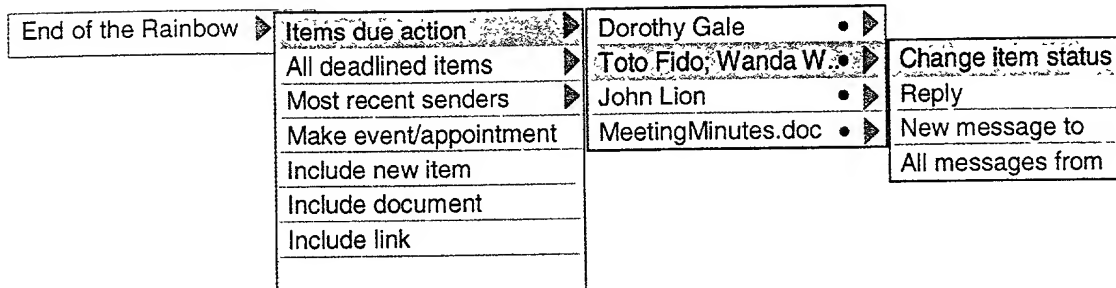 End of the Rainbow
Items due action
All deadlined items
Most recent senders
Make event/appointment
Include new item
Include document
Include link
Dorothy Gale •
Toto Fido; Wanda W..•
John Lion •
MeetingMinutes.doc •
Change item status
Reply
New message to
All messages from